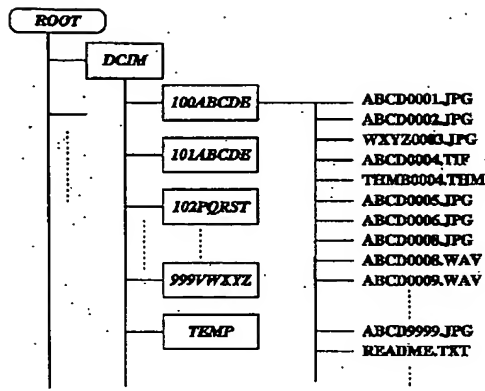 ROOT
DCIM
100ABCDE
101ABCDE
102PQRST
999VWXYZ
TEMP
ABCD0001.JPG
ABCD0002.JPG
WXYZ0003.JPG
ABCD0004.TIF
THMB0004.THM
ABCD0005.JPG
ABCD0006.JPG
ABCD0008.JPG
ABCD0008.WAV
ABCD0009.WAV
ABCD9999.JPG
README.TXT